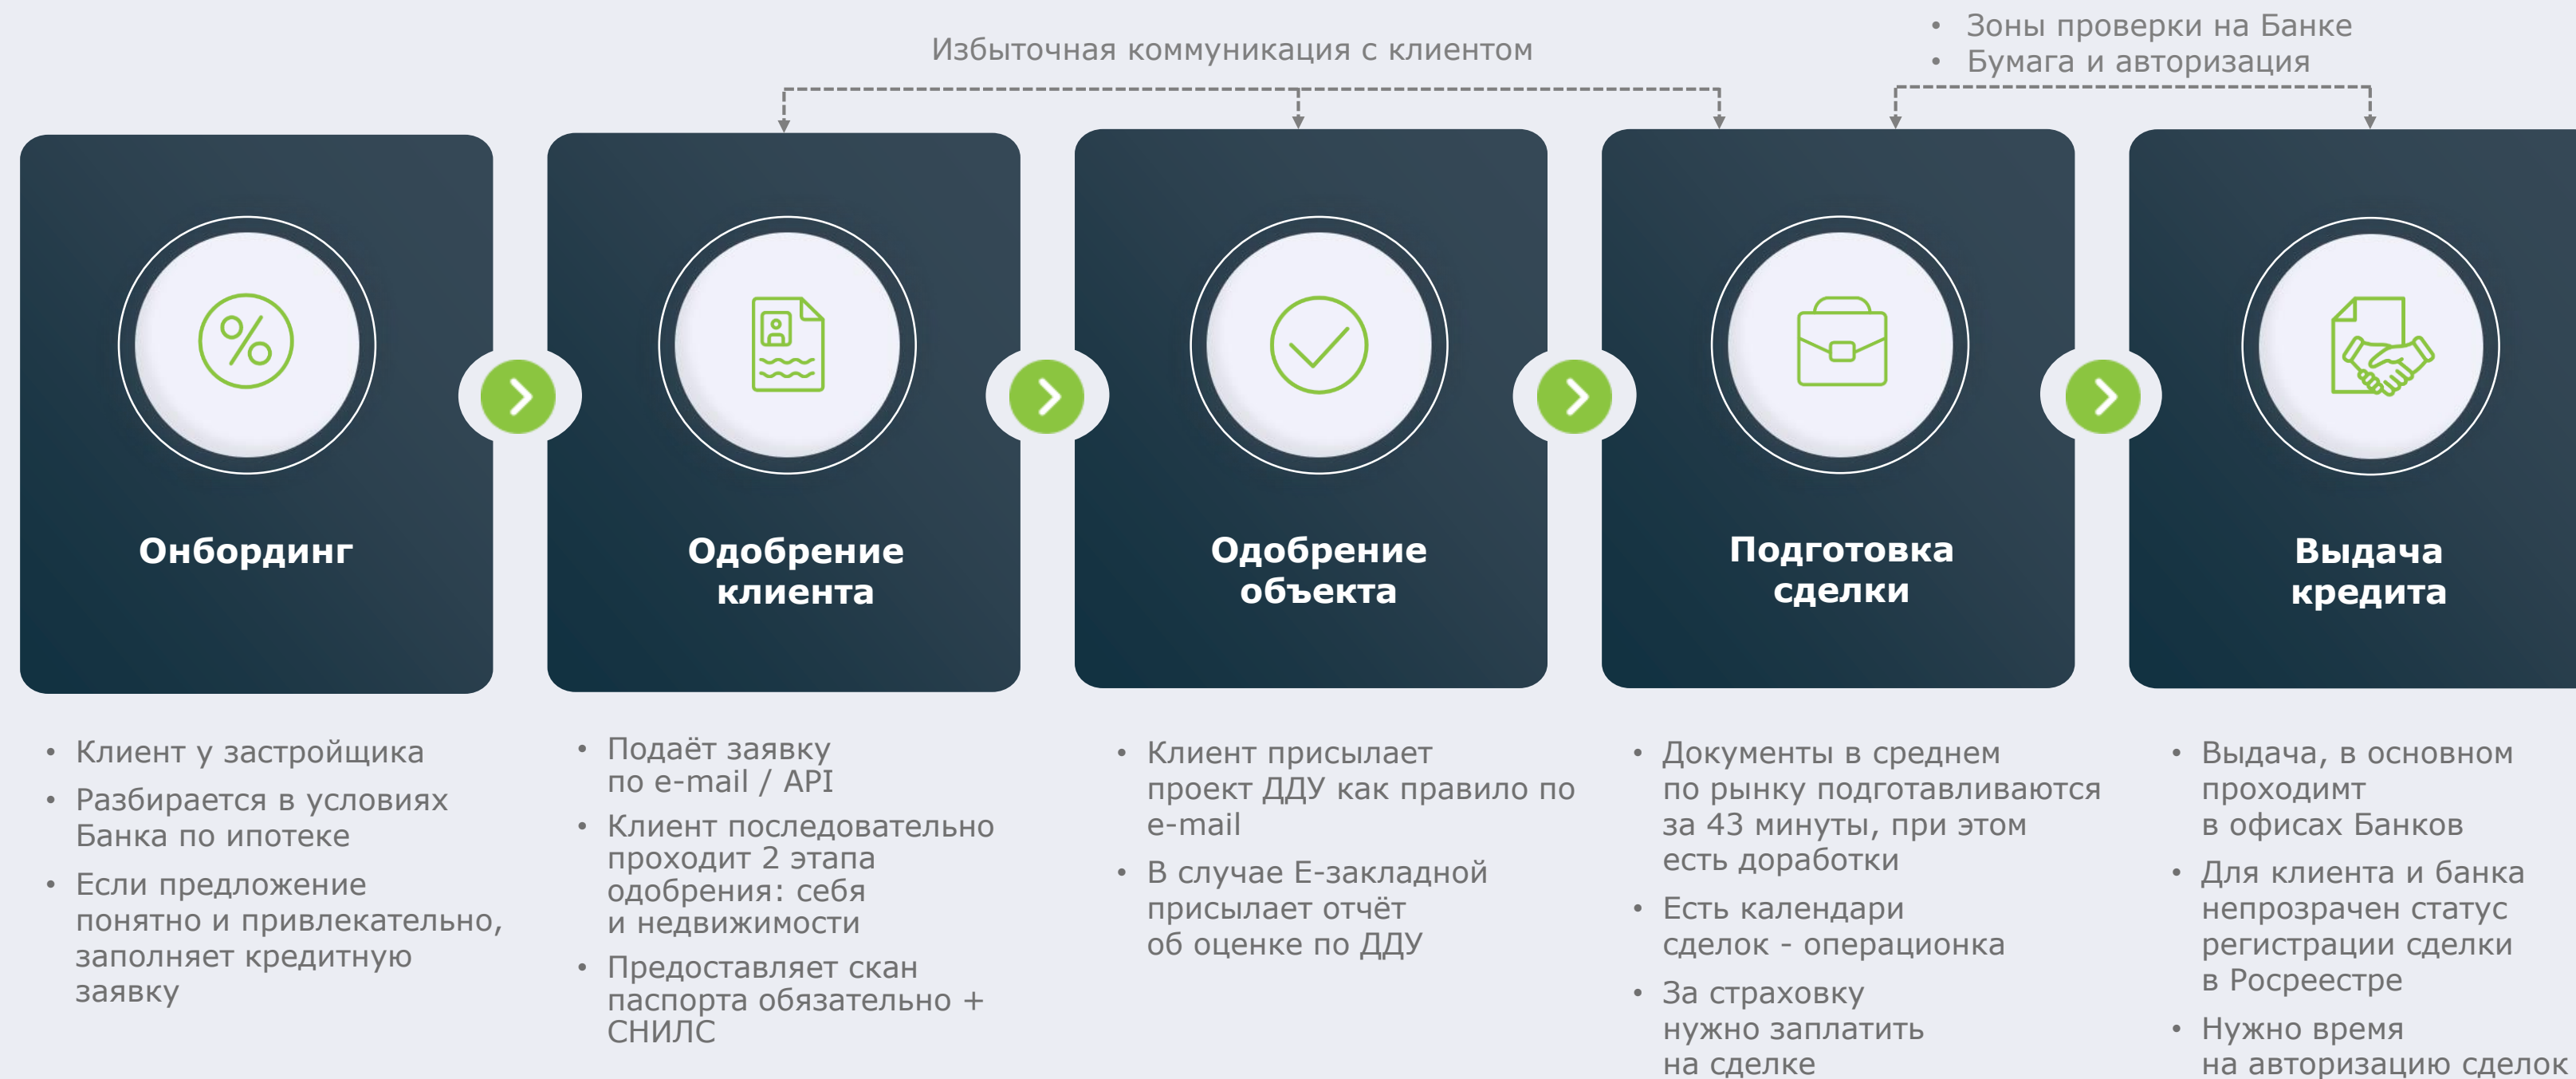 Избыточная коммуникация с клиентом
• Зоны проверки на Банке
• Бумага и авторизация
Онбординг
Одобрение
клиента
Одобрение
объекта
Подготовка
сделки
Выдача
кредита
• Клиент у застройщика
• Разбирается в условиях
Банка по ипотеке
• Если предложение
понятно и привлекательно,
заполняет кредитную
заявку
• Подаёт заявку
по e-mail / API
• Клиент последовательно
проходит 2 этапа
одобрения: себя
и недвижимости
• Предоставляет скан
паспорта обязательно +
СНИЛС
• Клиент присылает
проект ДДУ как правило по
e-mail
• В случае Е-закладной
присылает отчёт
об оценке по ДДУ
• Документы в среднем
по рынку подготавливаются
за 43 минуты, при этом
есть доработки
• Есть календари
сделок - операционка
• За страховку
нужно заплатить
на сделке
• Выдача, в основном
проходимт
в офисах Банков
• Для клиента и банка
непрозрачен статус
регистрации сделки
в Росреестре
• Нужно время
на авторизацию сделок